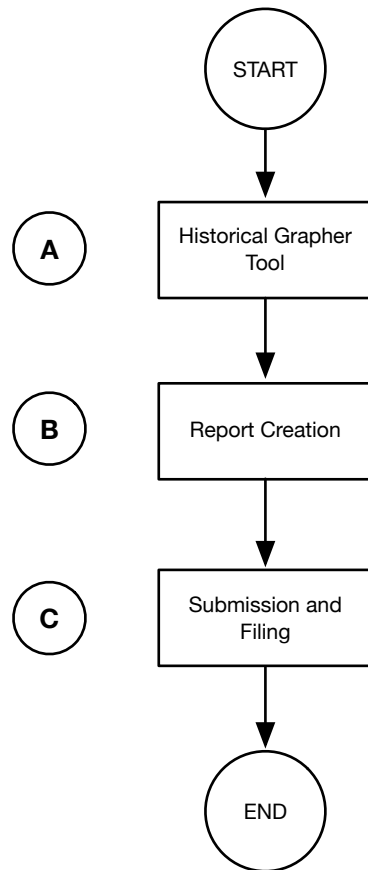 START
A
Historical Grapher
Tool
B
Report Creation
C
Submission and
Filing
END